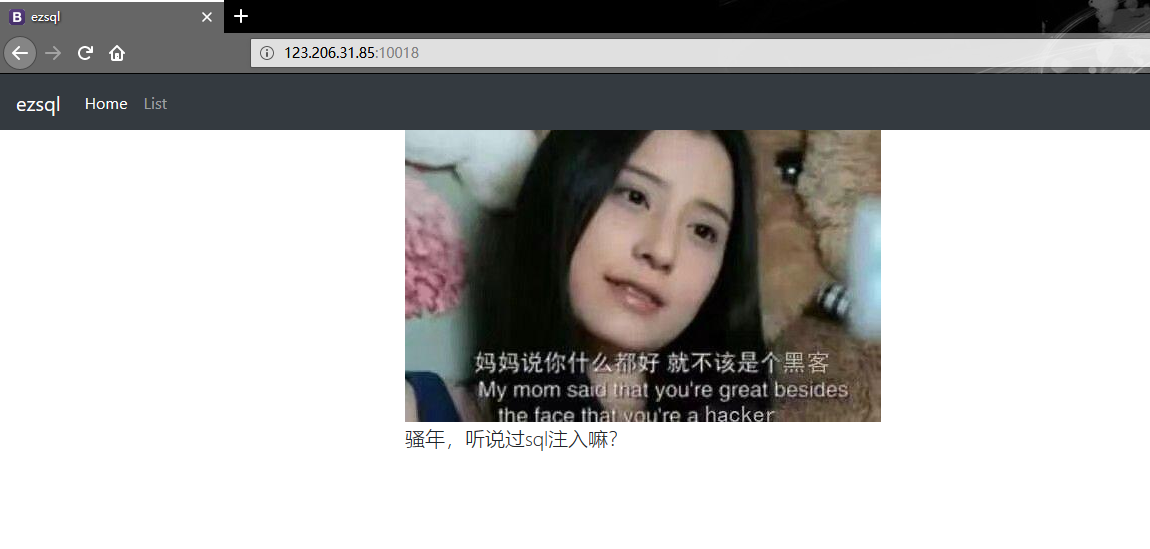 ezsql
123.206.31.85:10018
ezsql Home List
妈妈说你什么都好 就不该是个黑客
My mom said that you're great besides
the face that you're a hacker
骚年，听说过sql注入嘛？